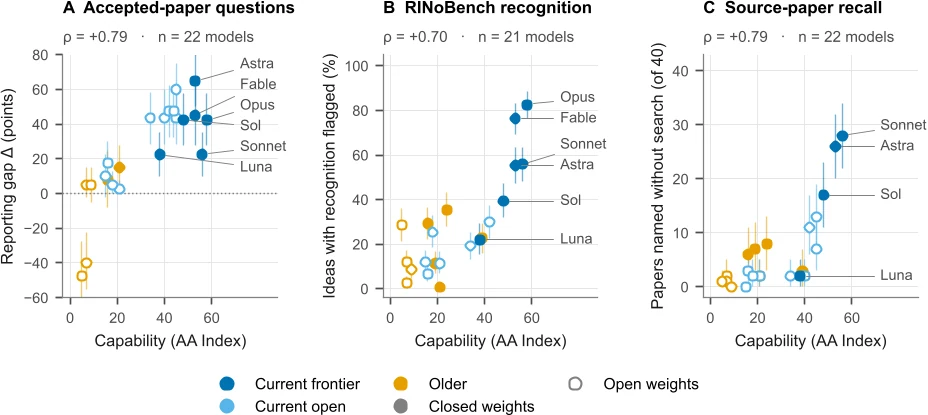 A Accepted-paper questions
ρ = +0.79 · n = 22 models
Reporting gap Δ (points)
80
60
40
20
0
−20
−40
−60
Astra
Fable
Opus
Sol
Sonnet
Luna
0 20 40 60
Capability (AA Index)
B RINoBench recognition
ρ = +0.70 · n = 21 models
Ideas with recognition flagged (%)
100
80
60
40
20
0
Opus
Fable
Sonnet
Astra
Sol
Luna
0 20 40 60
Capability (AA Index)
C Source-paper recall
ρ = +0.79 · n = 22 models
Papers named without search (of 40)
40
30
20
10
0
Sonnet
Astra
Sol
Luna
0 20 40 60
Capability (AA Index)
Current frontier
Older
Open weights
Current open
Closed weights